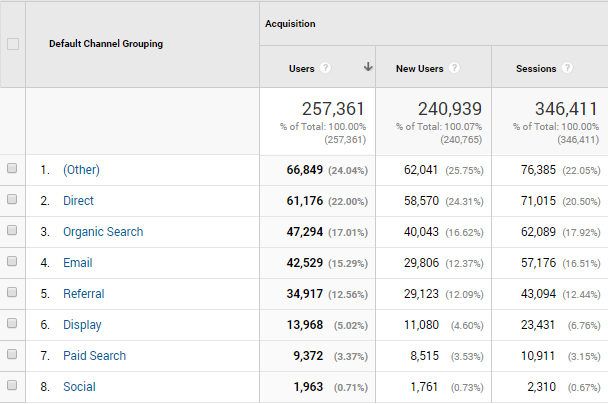 Acquisition
Default Channel Grouping
Users ? New Users ? Sessions ?
257,361 240,939 346,411
% of Total: 100.00% % of Total: 100.07% % of Total: 100.00%
(257,361) (240,765) (346,411)
1. (Other) 66,849 (24.04%) 62,041 (25.75%) 76,385 (22.05%)
2. Direct 61,176 (22.00%) 58,570 (24.31%) 71,015 (20.50%)
3. Organic Search 47,294 (17.01%) 40,043 (16.62%) 62,089 (17.92%)
4. Email 42,529 (15.29%) 29,806 (12.37%) 57,176 (16.51%)
5. Referral 34,917 (12.56%) 29,123 (12.09%) 43,094 (12.44%)
6. Display 13,968 (5.02%) 11,080 (4.60%) 23,431 (6.76%)
7. Paid Search 9,372 (3.37%) 8,515 (3.53%) 10,911 (3.15%)
8. Social 1,963 (0.71%) 1,761 (0.73%) 2,310 (0.67%)